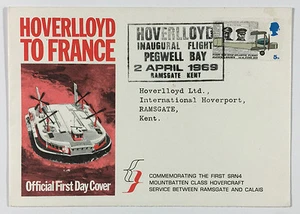 HOVERLLOYD
TO FRANCE
Official First Day Cover
HOVERLLOYD
INAUGURAL FLIGHT
PEGWELL BAY
2 APRIL 1969
RAMSGATE KENT
5d
Hoverlloyd Ltd.,
International Hoverport,
RAMSGATE,
Kent.
COMMEMORATING THE FIRST SRN4
MOUNTBATTEN CLASS HOVERCRAFT
SERVICE BETWEEN RAMSGATE AND CALAIS